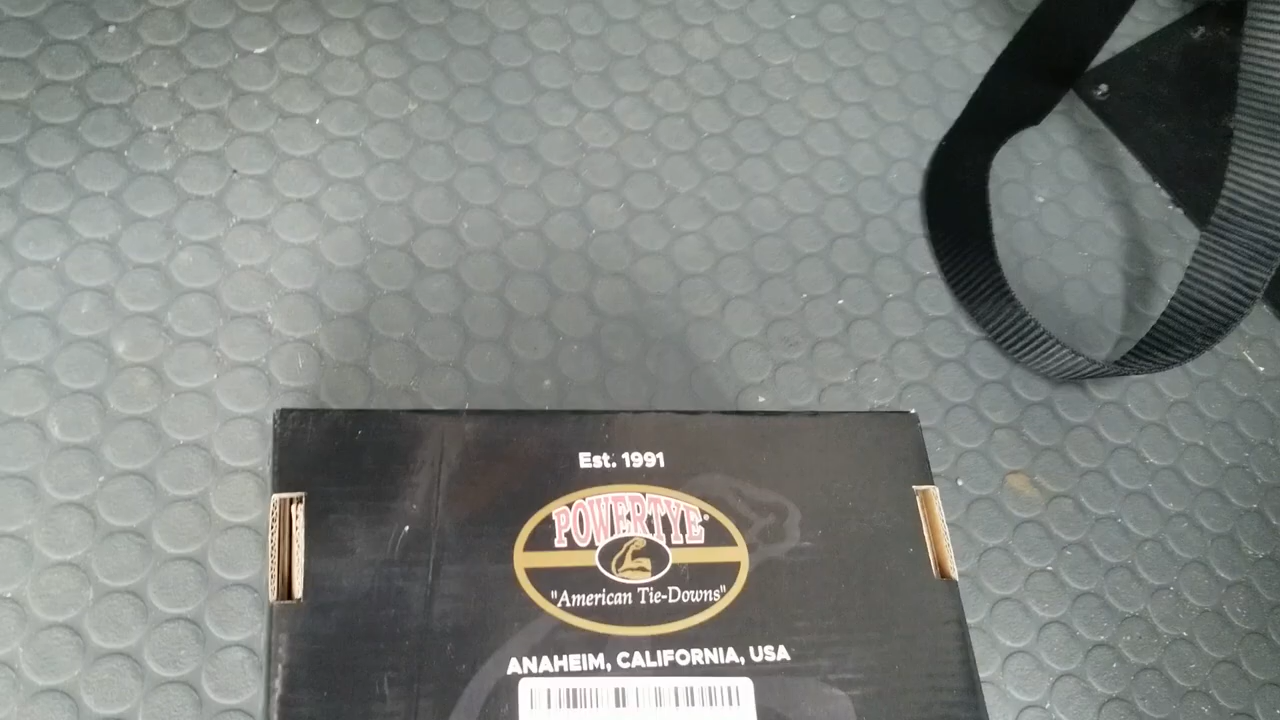 Est. 1991
POWERTYE®
"American Tie-Downs"
ANAHEIM, CALIFORNIA, USA